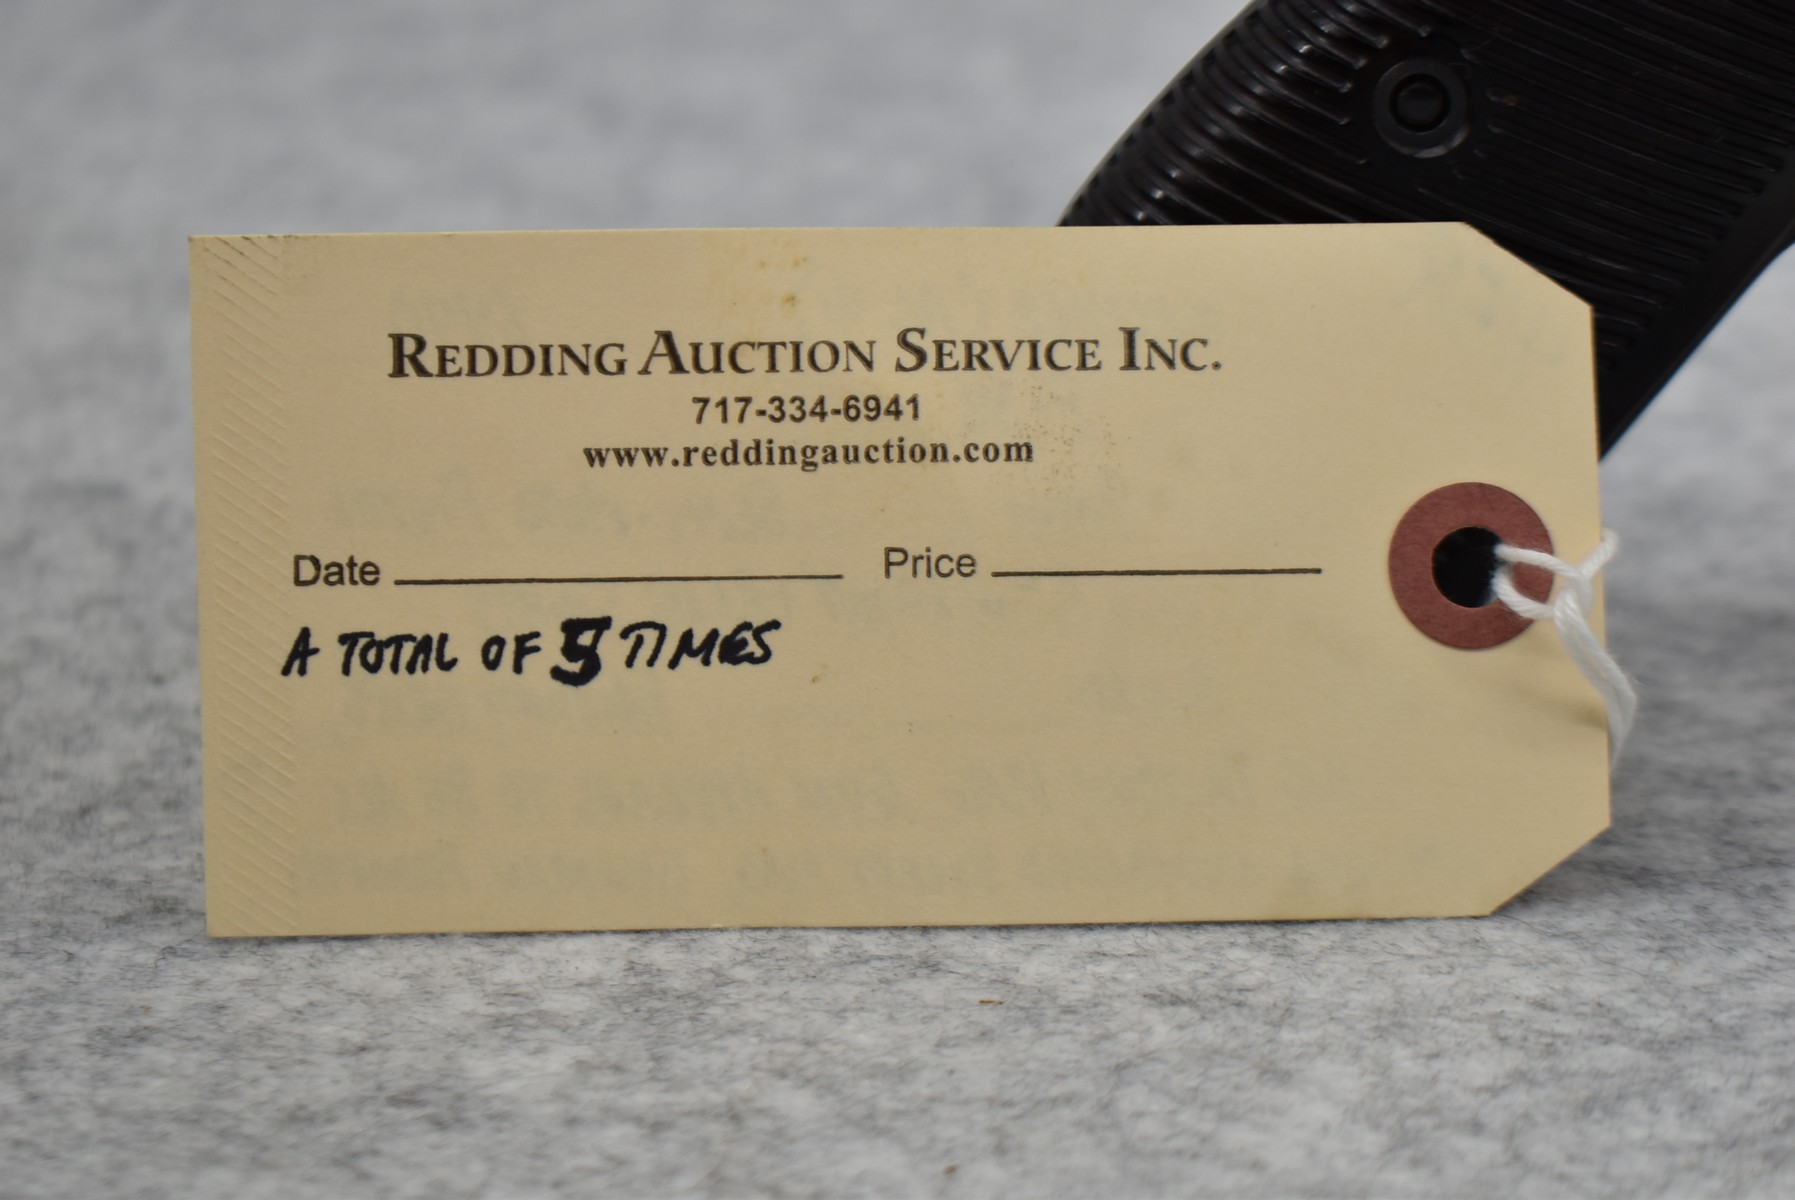 REDDING AUCTION SERVICE INC.
717-334-6941
www.reddingauction.com
Date Price
A TOTAL OF 5 TIMES